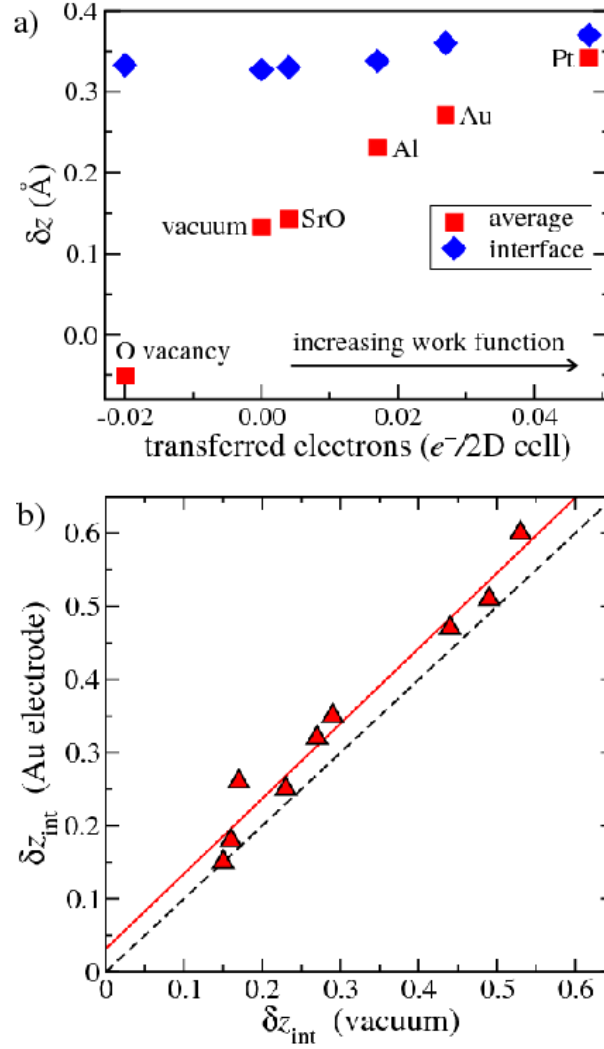 a)
0.4
0.3
0.2
0.1
0.0
δz (Å)
Pt
Au
Al
SrO
vacuum
average
interface
O vacancy
increasing work function
-0.02
0.00
0.02
0.04
transferred electrons (e⁻/2D cell)
b)
0.6
0.5
0.4
0.3
0.2
0.1
0
δz_int (Au electrode)
0
0.1
0.2
0.3
0.4
0.5
0.6
δz_int (vacuum)